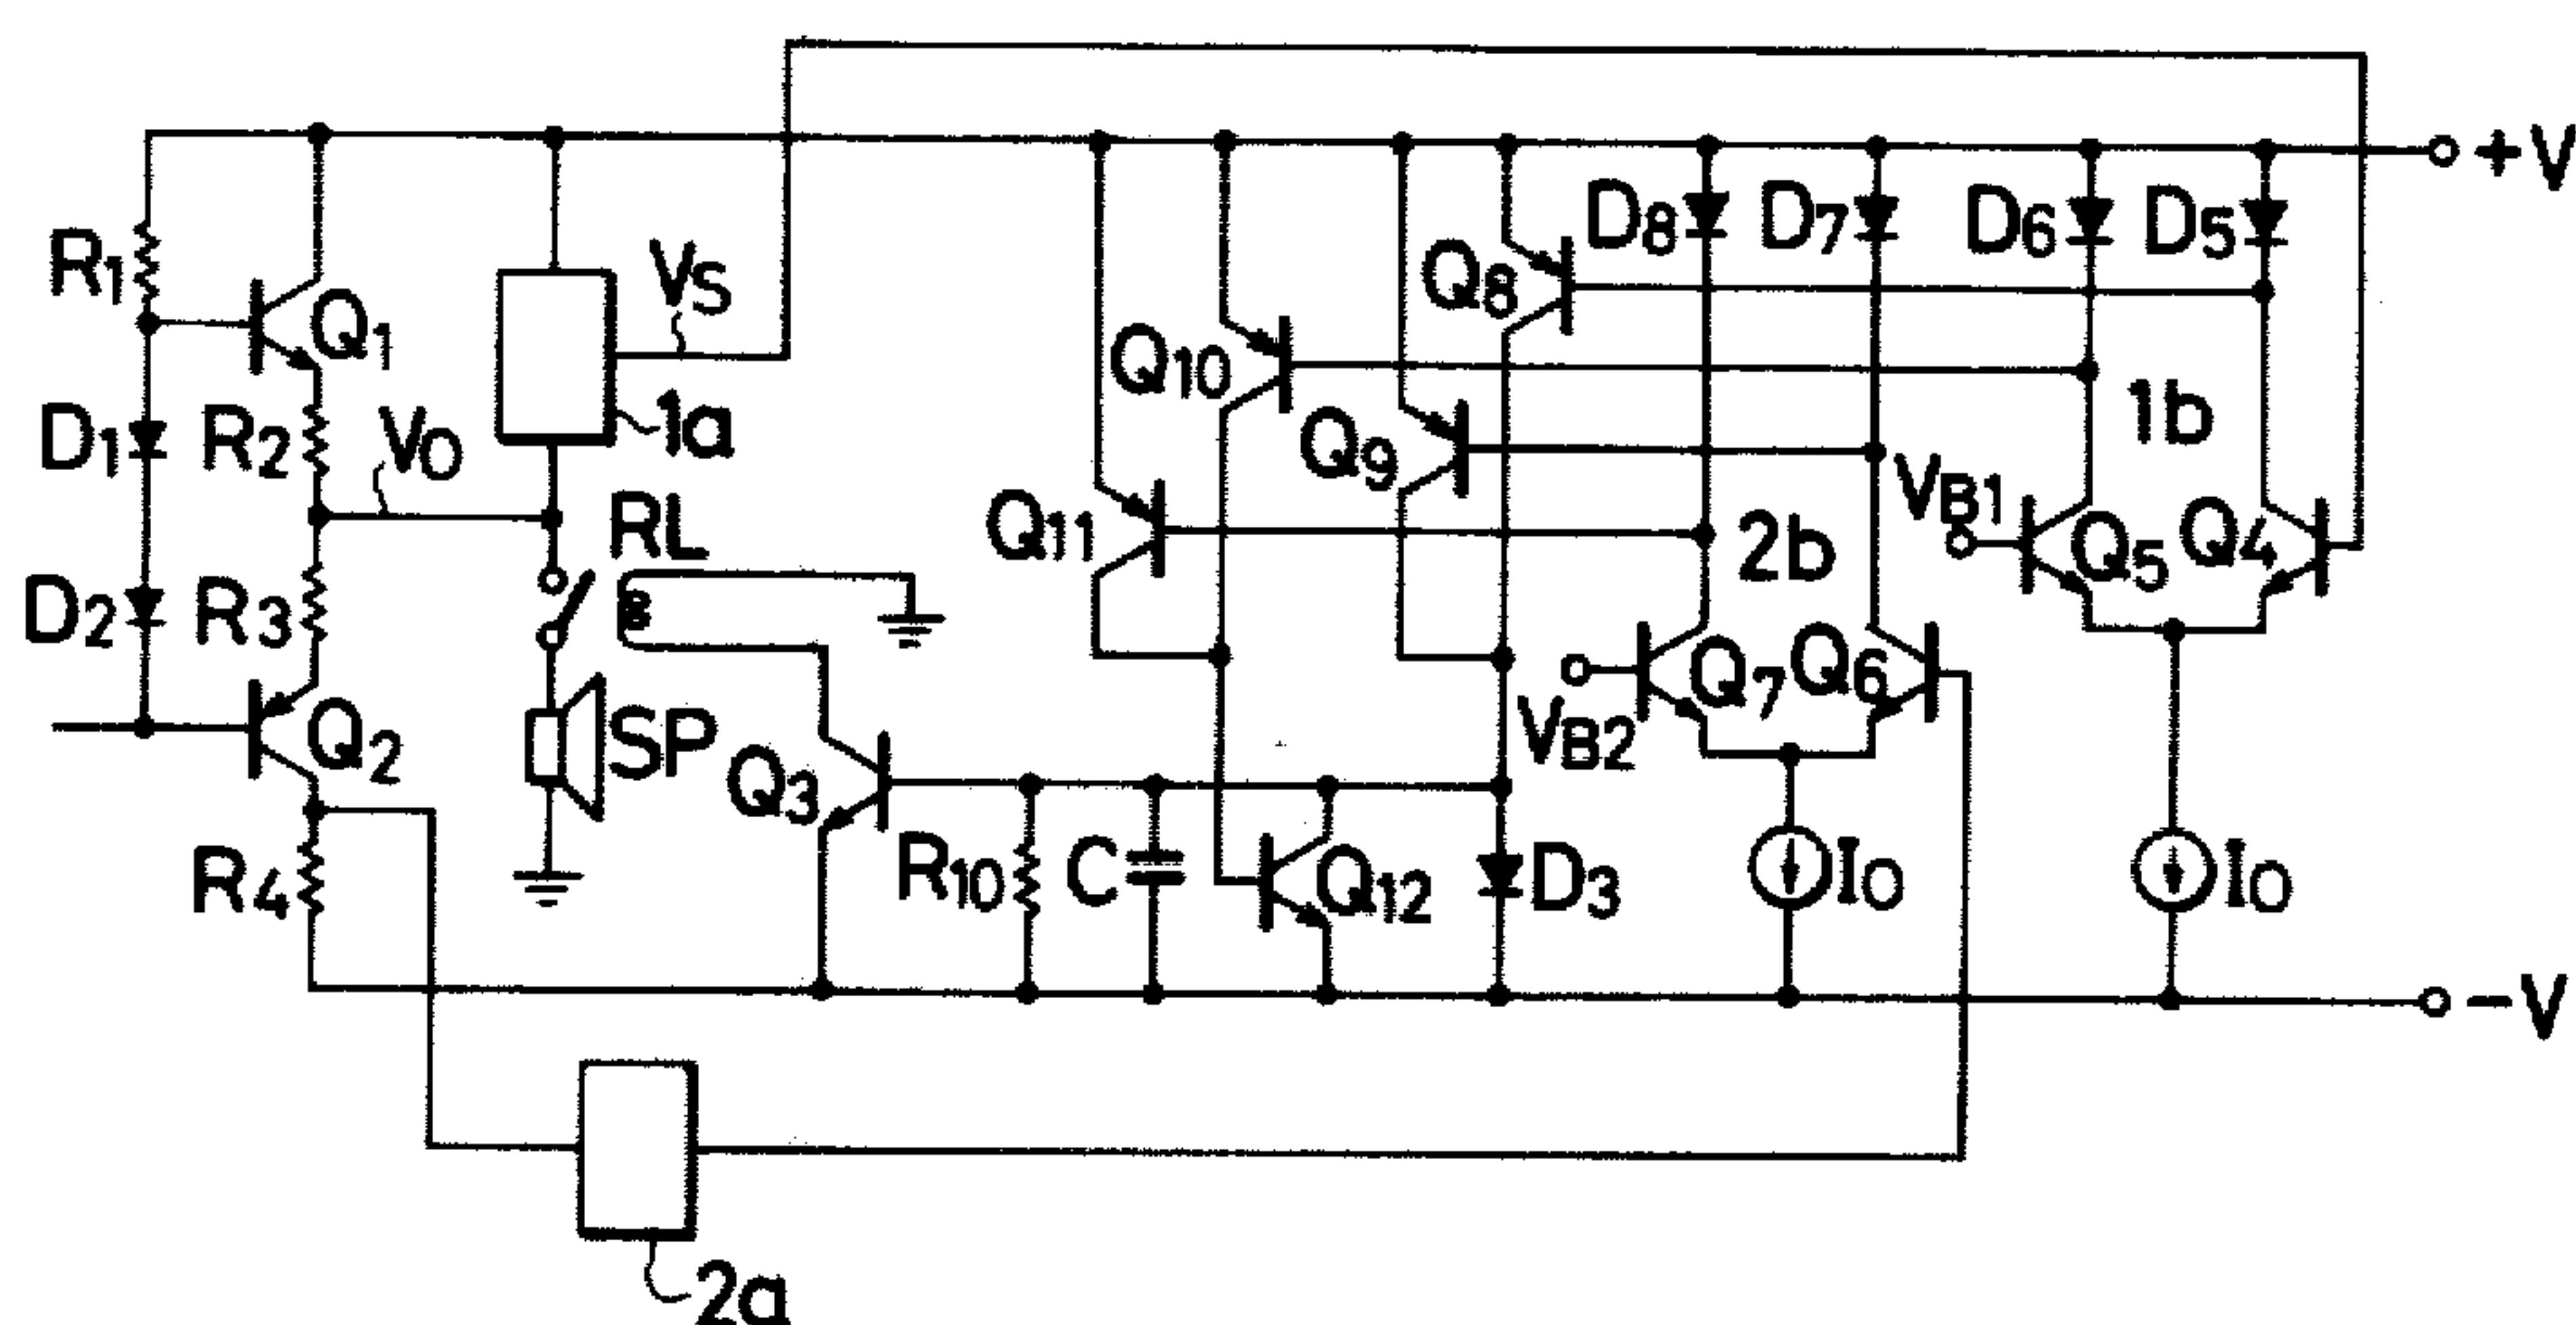 +V
R1
Q1
D1
R2
VO
VS
1a
Q10
Q11
Q9
Q8
D8
D7
D6
D5
1b
2b
VB1
Q5
Q4
D2
R3
RL
Q2
SP
Q3
R4
R10
C
Q12
D3
VB2
Q7
Q6
IO
IO
-V
2a